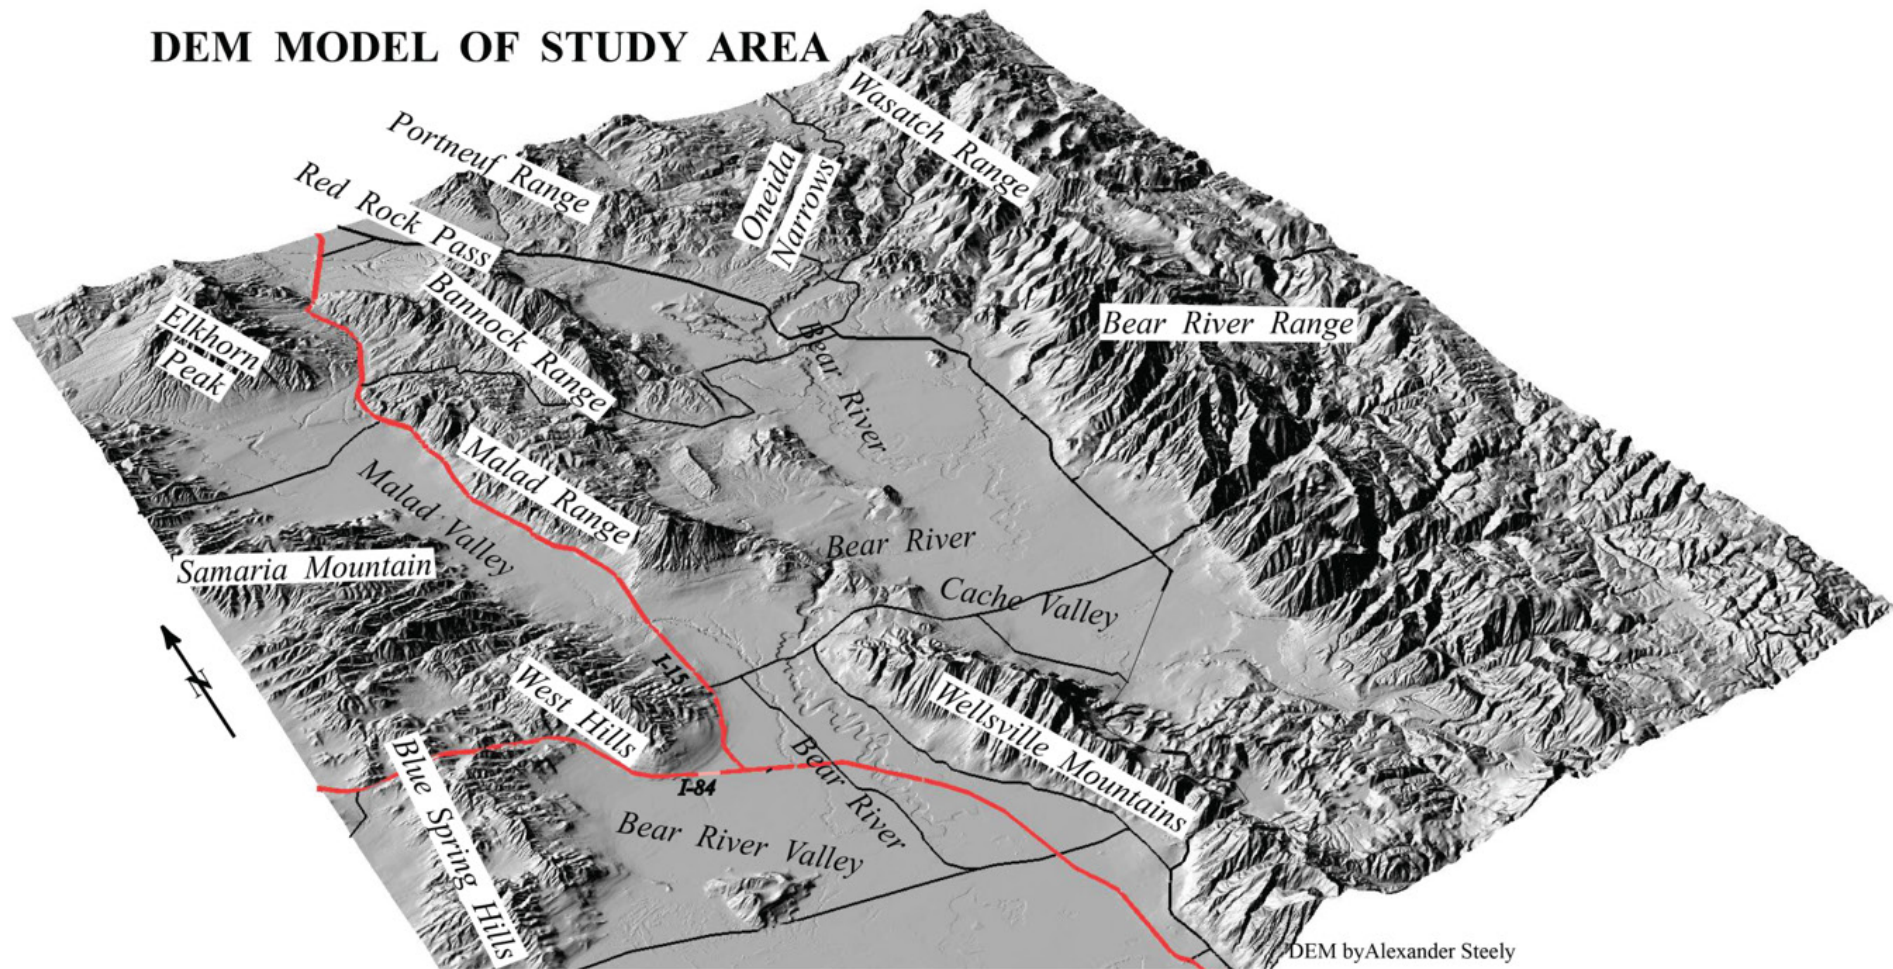 DEM MODEL OF STUDY AREA
Wasatch Range
Portneuf Range
Oneida
Narrows
Red Rock Pass
Bannock Range
Elkhorn
Peak
Bear River Range
Bear River
Malad Range
Malad Valley
Bear River
Samaria Mountain
Cache Valley
N
I-15
West Hills
Wellsville Mountains
Blue Spring Hills
Bear River
I-84
Bear River Valley
DEM byAlexander Steely